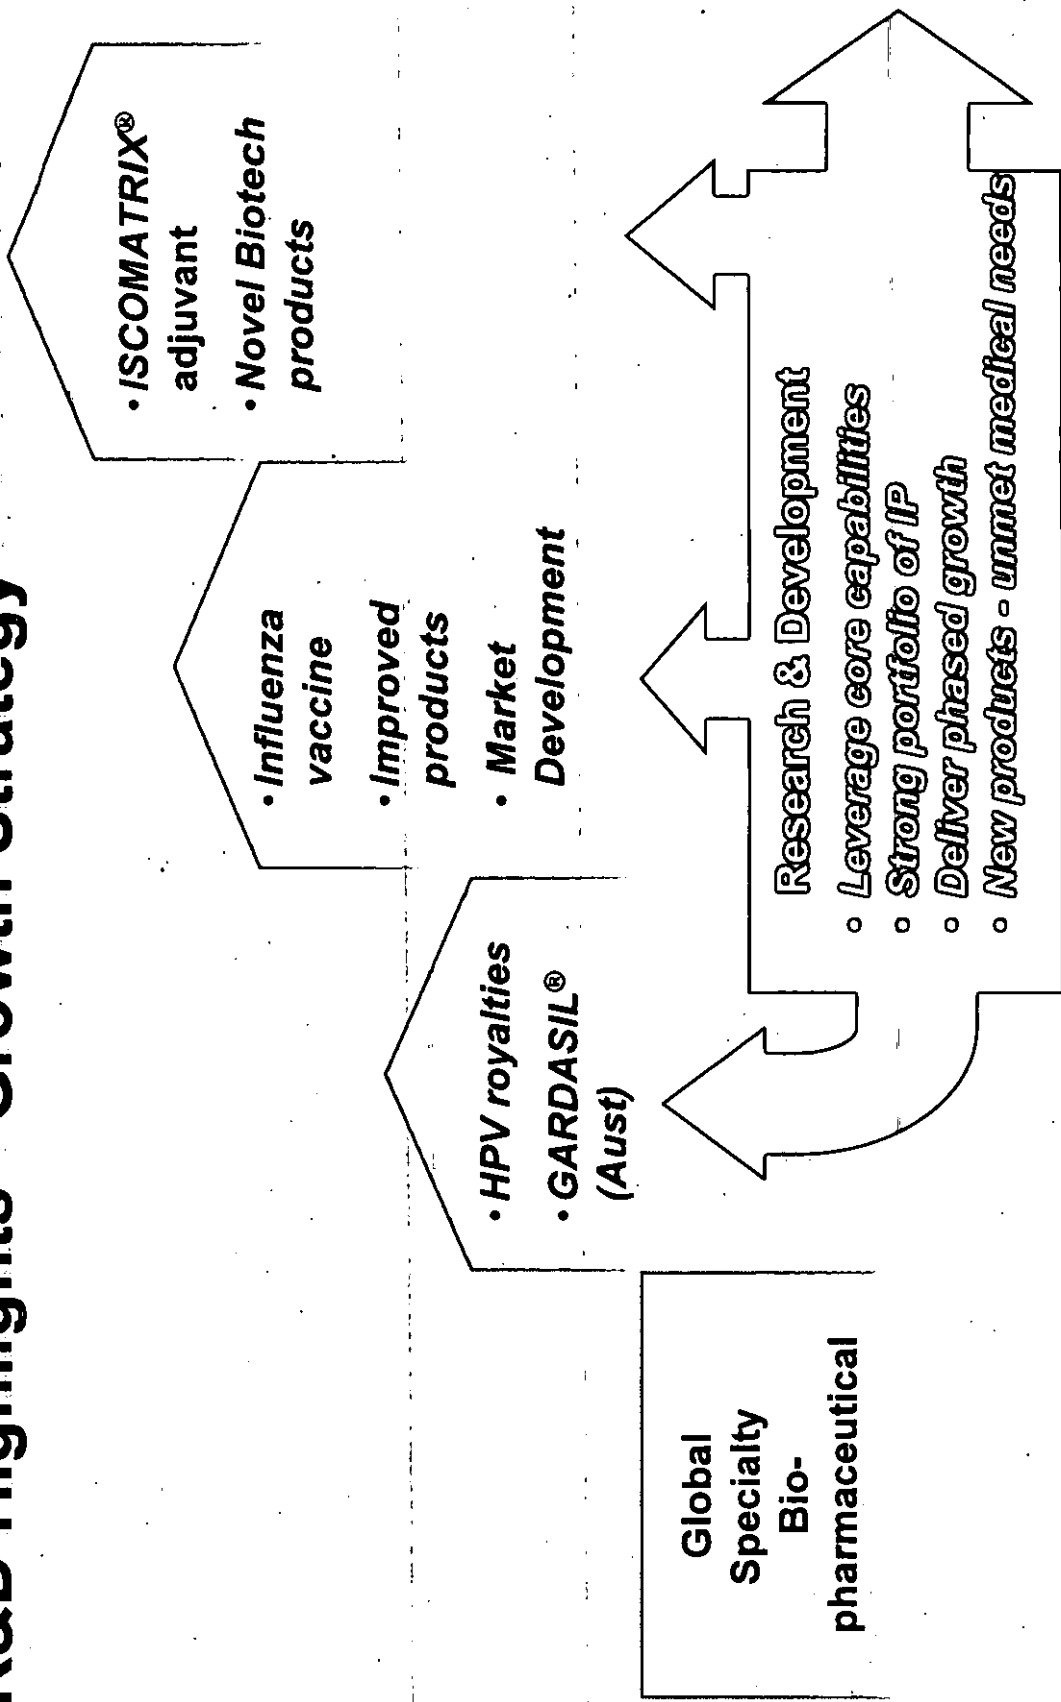 R&D Highlights - Growth Strategy
• ISCOMATRIX®
adjuvant
• Novel Biotech
products
• Influenza
vaccine
• Improved
products
• Market
Development
• HPV royalties
• GARDASIL®
(Aust)
Global
Specialty
Bio-
pharmaceutical
Research & Development
○ Leverage core capabilities
○ Strong portfolio of IP
○ Deliver phased growth
○ New products - unmet medical needs